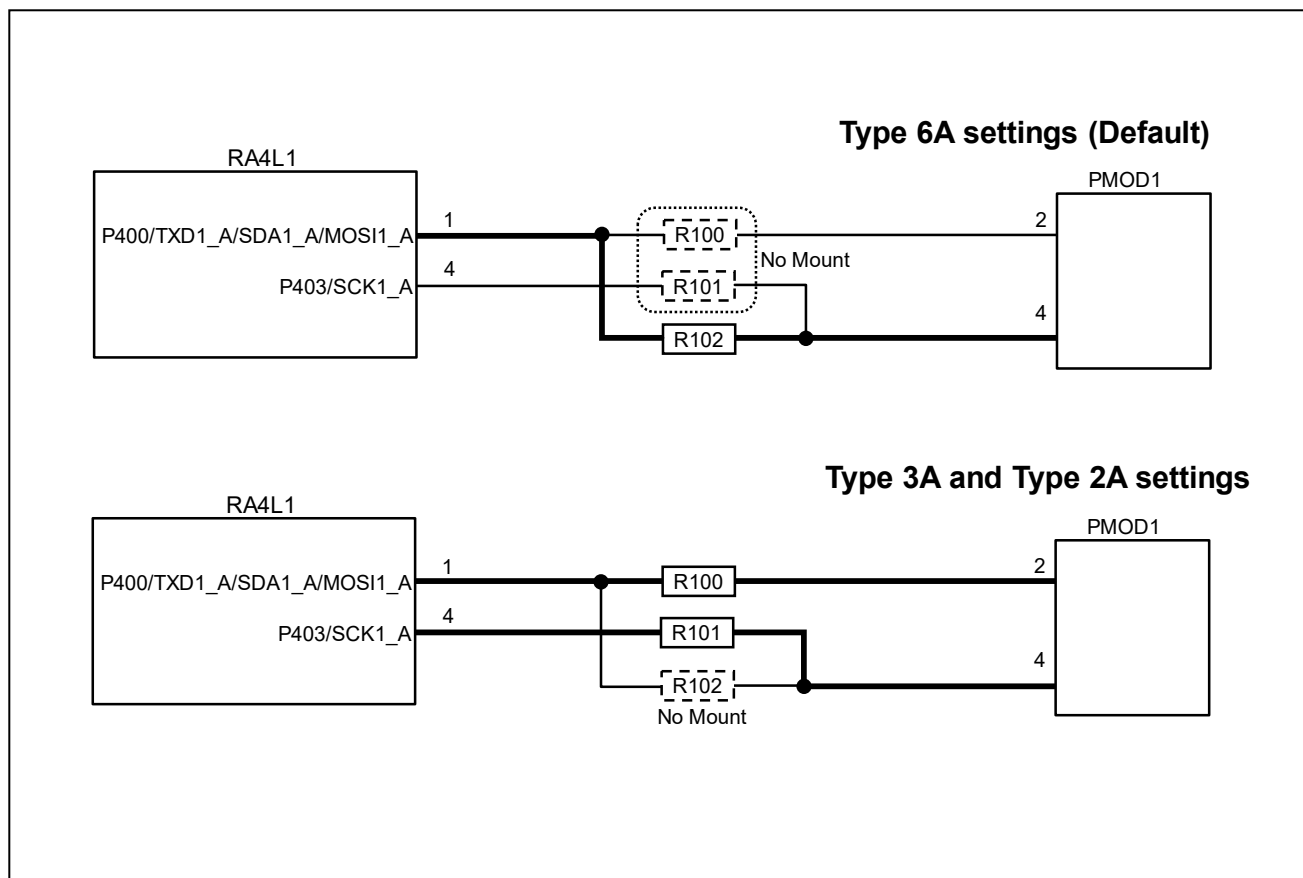 Type 6A settings (Default)
RA4L1
PMOD1
P400/TXD1_A/SDA1_A/MOSI1_A
1
R100
2
No Mount
P403/SCK1_A
4
R101
4
R102
Type 3A and Type 2A settings
RA4L1
PMOD1
P400/TXD1_A/SDA1_A/MOSI1_A
1
R100
2
P403/SCK1_A
4
R101
4
R102
No Mount